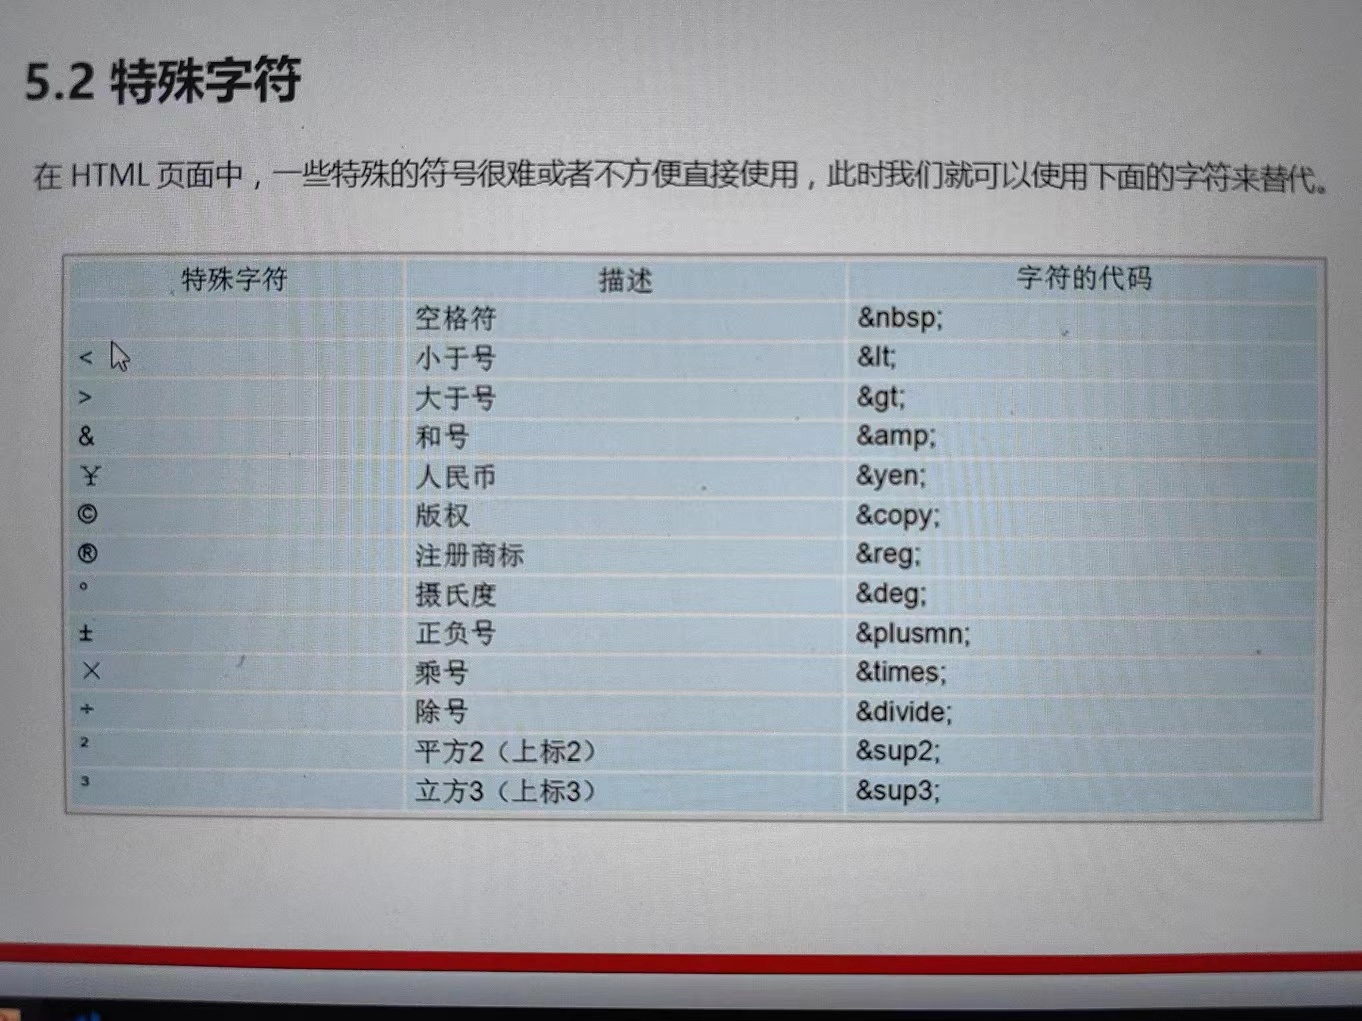 5.2 特殊字符
在 HTML 页面中，一些特殊的符号很难或者不方便直接使用，此时我们就可以使用下面的字符来替代。
特殊字符 描述 字符的代码
空格符 &nbsp;
< 小于号 &lt;
> 大于号 &gt;
& 和号 &amp;
¥ 人民币 &yen;
© 版权 &copy;
® 注册商标 &reg;
° 摄氏度 &deg;
± 正负号 &plusmn;
× 乘号 &times;
÷ 除号 &divide;
² 平方2（上标2） &sup2;
³ 立方3（上标3） &sup3;